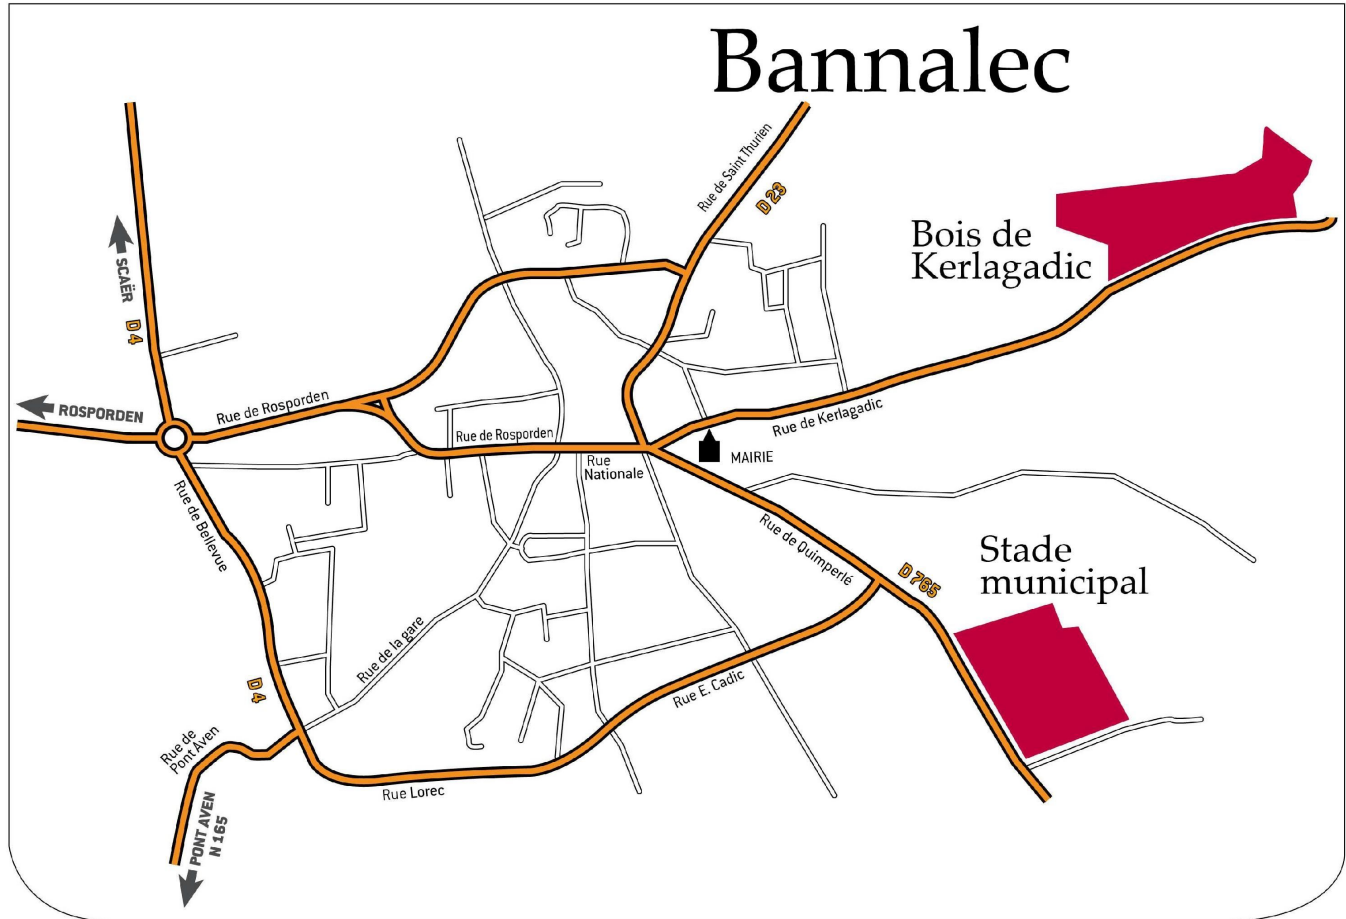 Bannalec
Rue de Saint Thurien
D 23
Bois de
Kerlagadic
SCAËR
D 4
ROSPORDEN
Rue de Rosporden
Rue de Rosporden
Rue
Nationale
Rue de Kerlagadic
MAIRIE
Rue de Bellevue
Rue de Quimperlé
D 765
Stade
municipal
Rue de la gare
D 4
Rue E. Cadic
Rue de
Pont Aven
Rue Lorec
PONT AVEN
N 165